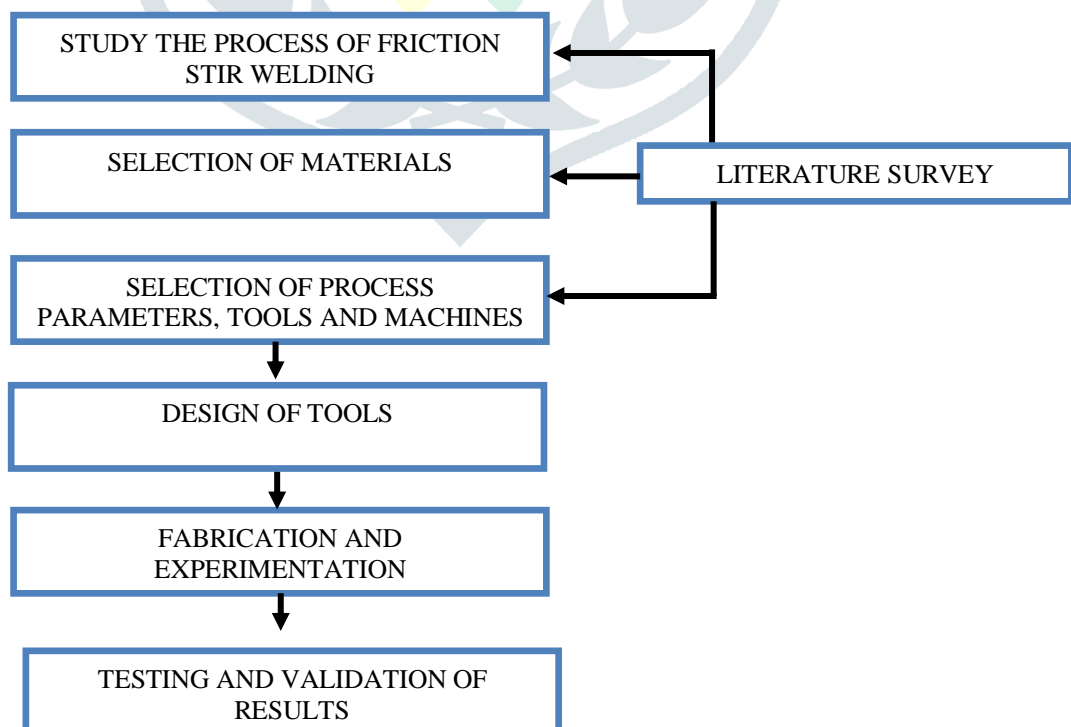 STUDY THE PROCESS OF FRICTION
STIR WELDING
SELECTION OF MATERIALS
LITERATURE SURVEY
SELECTION OF PROCESS
PARAMETERS, TOOLS AND MACHINES
DESIGN OF TOOLS
FABRICATION AND
EXPERIMENTATION
TESTING AND VALIDATION OF
RESULTS